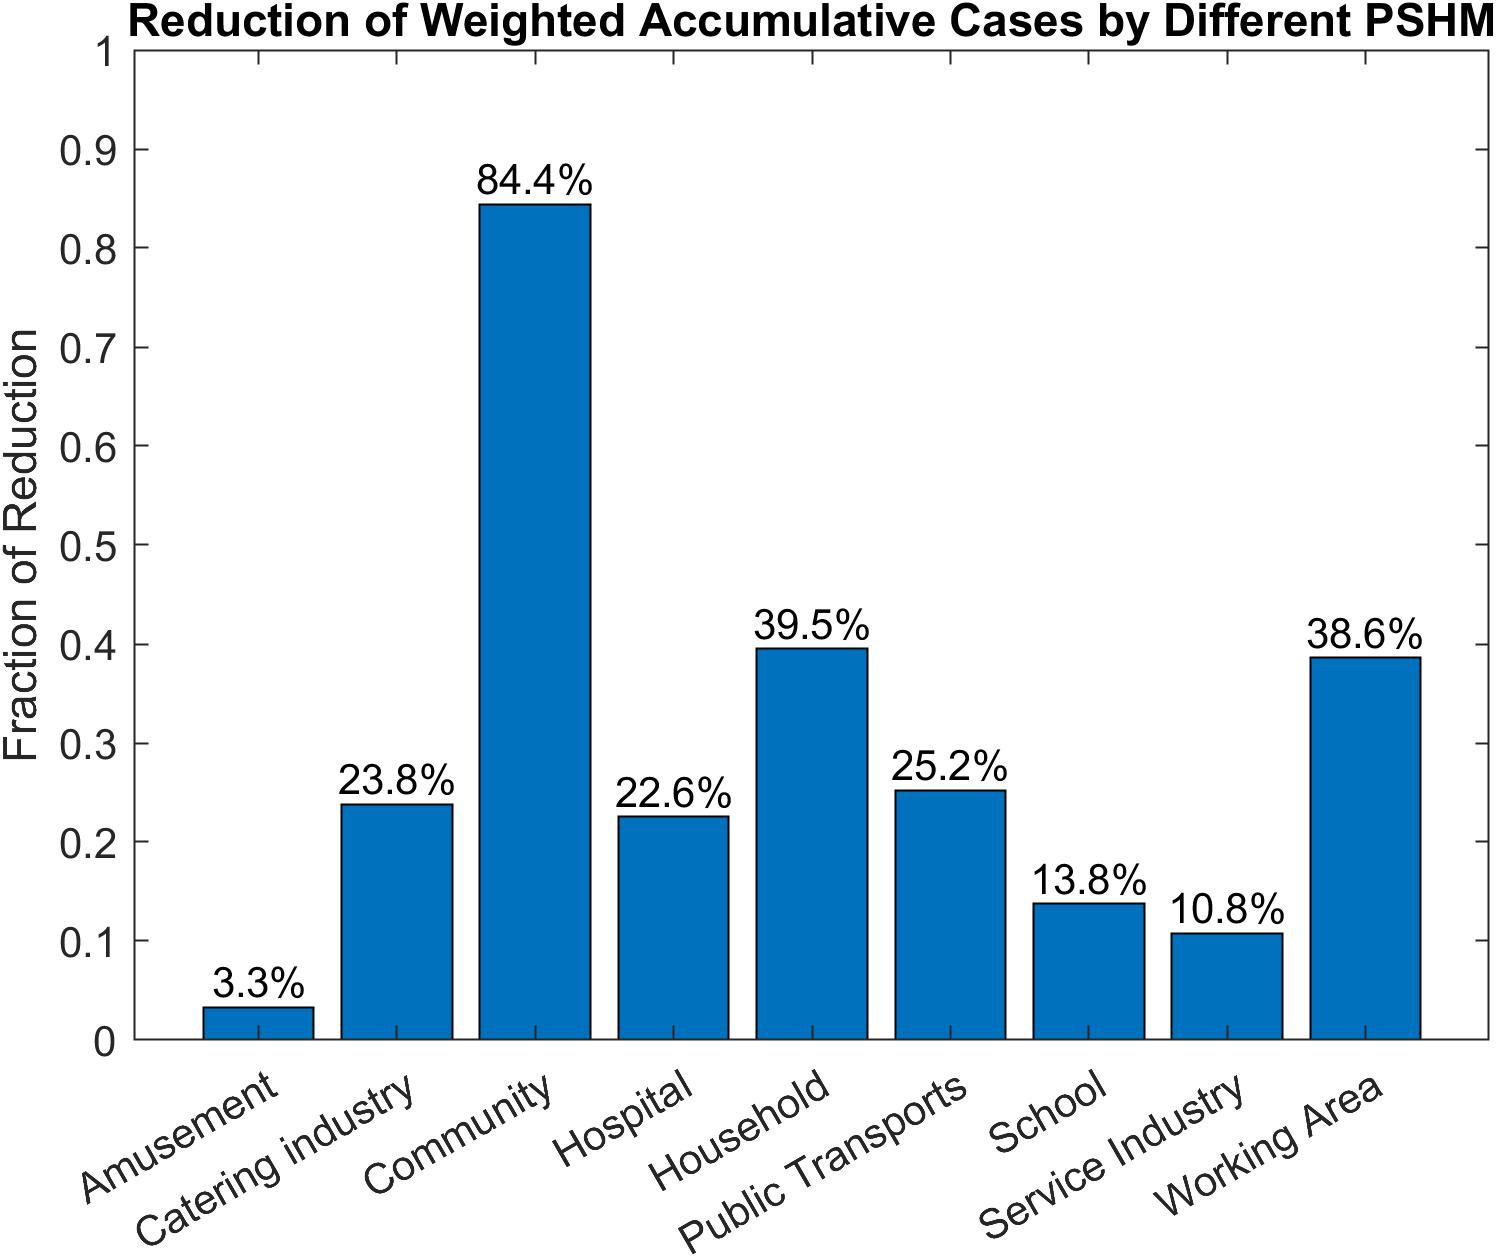 Reduction of Weighted Accumulative Cases by Different PSHM
Fraction of Reduction
1
0.9
0.8
0.7
0.6
0.5
0.4
0.3
0.2
0.1
0
3.3%
23.8%
84.4%
22.6%
39.5%
25.2%
13.8%
10.8%
38.6%
Amusement
Catering industry
Community
Hospital
Household
Public Transports
School
Service Industry
Working Area